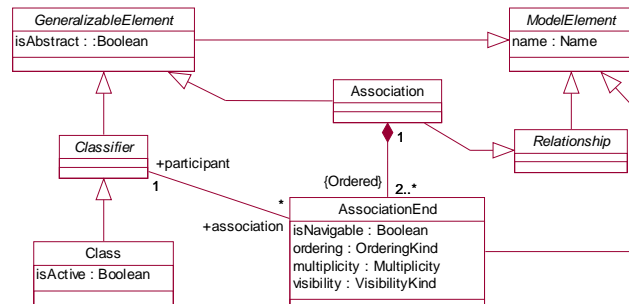 GeneralizableElement
isAbstract : :Boolean
ModelElement
name : Name
Association
1
Relationship
Classifier
+participant
1
{Ordered}
2..*
*
+association
AssociationEnd
isNavigable : Boolean
ordering : OrderingKind
multiplicity : Multiplicity
visibility : VisibilityKind
Class
isActive : Boolean